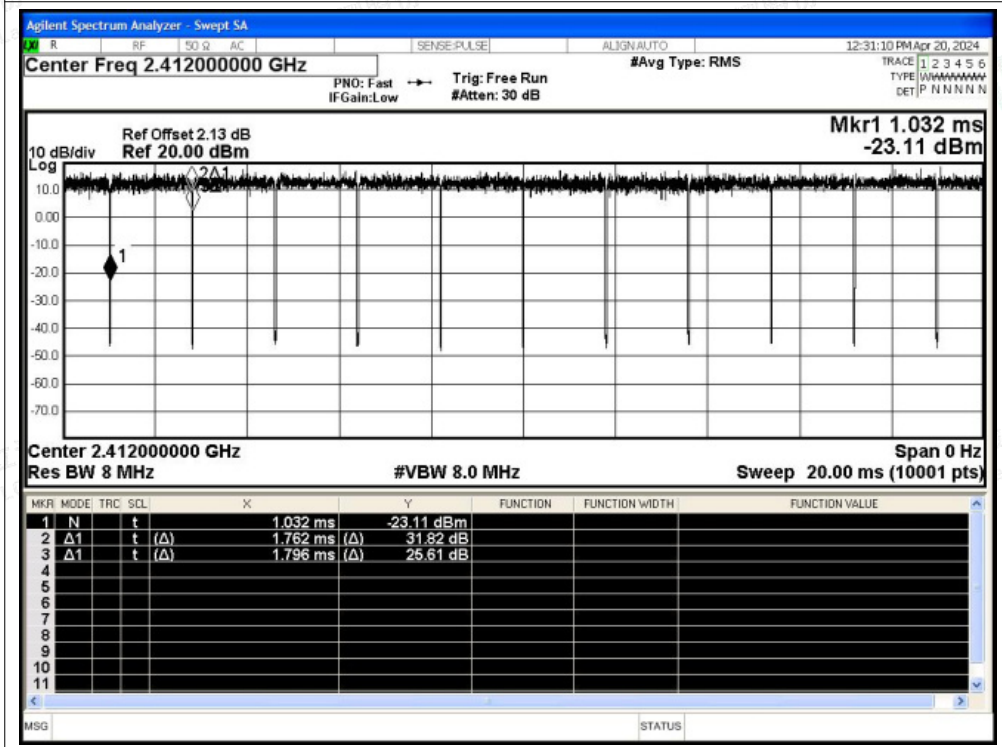 Agilent Spectrum Analyzer - Swept SA
LXI R RF 50 Ω AC SENSE:PULSE ALIGN AUTO 12:31:10 PM Apr 20, 2024
Center Freq 2.412000000 GHz #Avg Type: RMS TRACE 1 2 3 4 5 6
PNO: Fast Trig: Free Run TYPE
IFGain:Low #Atten: 30 dB DET P N N N N N
Mkr1 1.032 ms
Ref Offset 2.13 dB
10 dB/div Ref 20.00 dBm -23.11 dBm
Log
2Δ1
10.0
0.00
-10.0
1
-20.0
-30.0
-40.0
-50.0
-60.0
-70.0
Center 2.412000000 GHz Span 0 Hz
Res BW 8 MHz #VBW 8.0 MHz Sweep 20.00 ms (10001 pts)
MKR MODE TRC SCL X Y FUNCTION FUNCTION WIDTH FUNCTION VALUE
1 N t 1.032 ms -23.11 dBm
2 Δ1 t (Δ) 1.762 ms (Δ) 31.82 dB
3 Δ1 t (Δ) 1.796 ms (Δ) 25.61 dB
4
5
6
7
8
9
10
11
MSG STATUS